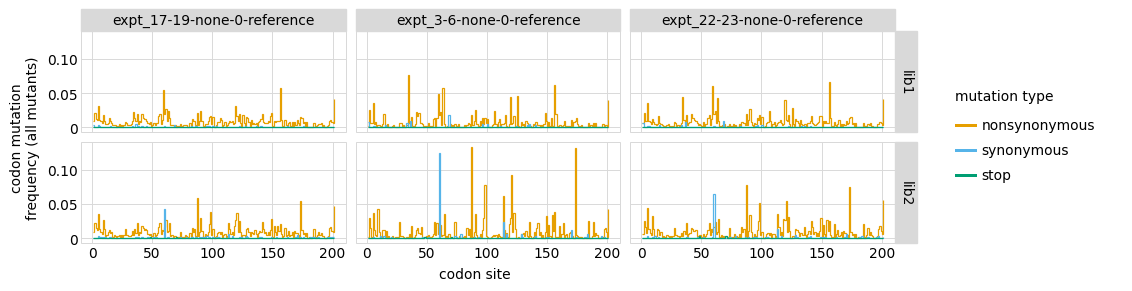 expt_17-19-none-0-reference
expt_3-6-none-0-reference
expt_22-23-none-0-reference
codon mutation
frequency (all mutants)
0.10
0.05
0
lib1
0.10
0.05
0
lib2
0 50 100 150 200
0 50 100 150 200
0 50 100 150 200
codon site
mutation type
nonsynonymous
synonymous
stop